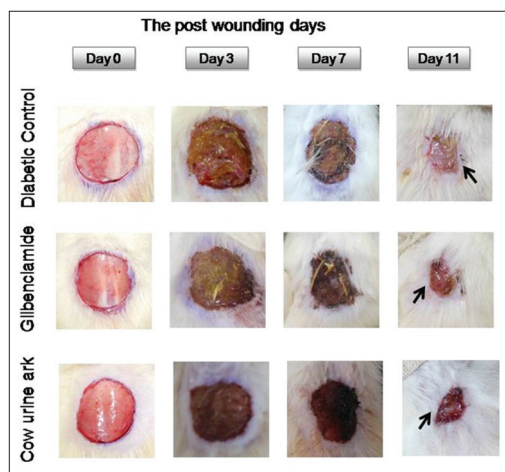 The post wounding days
Day 0 Day 3 Day 7 Day 11
Diabetic Control
Glibenclamide
Cow urine ark